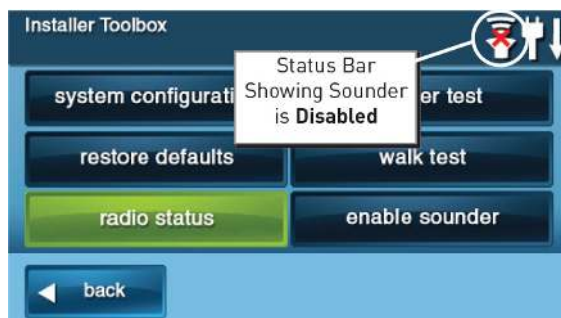 Installer Toolbox
Status Bar
Showing Sounder
is Disabled
system configurati
er test
restore defaults
walk test
radio status
enable sounder
back